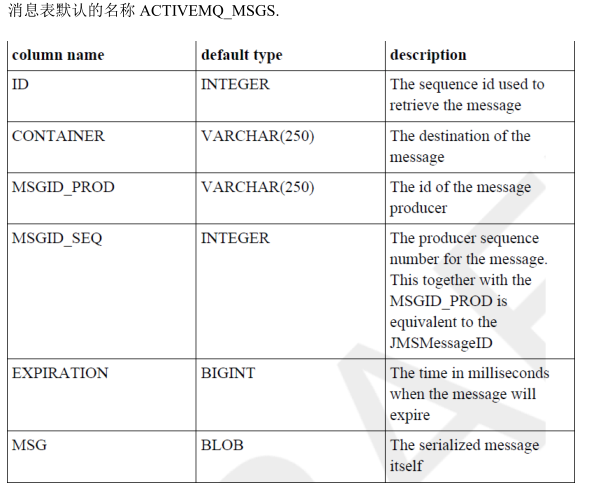 消息表默认的名称 ACTIVEMQ_MSGS.
column name default type description
ID INTEGER The sequence id used to
retrieve the message
CONTAINER VARCHAR(250) The destination of the
message
MSGID_PROD VARCHAR(250) The id of the message
producer
MSGID_SEQ INTEGER The producer sequence
number for the message.
This together with the
MSGID_PROD is
equivalent to the
JMSMessageID
EXPIRATION BIGINT The time in milliseconds
when the message will
expire
MSG BLOB The serialized message
itself